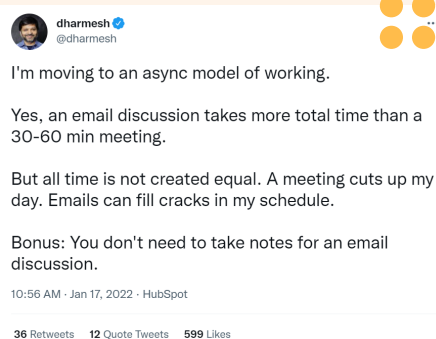 dharmesh
@dharmesh
I'm moving to an async model of working.
Yes, an email discussion takes more total time than a
30-60 min meeting.
But all time is not created equal. A meeting cuts up my
day. Emails can fill cracks in my schedule.
Bonus: You don't need to take notes for an email
discussion.
10:56 AM · Jan 17, 2022 · HubSpot
36 Retweets 12 Quote Tweets 599 Likes